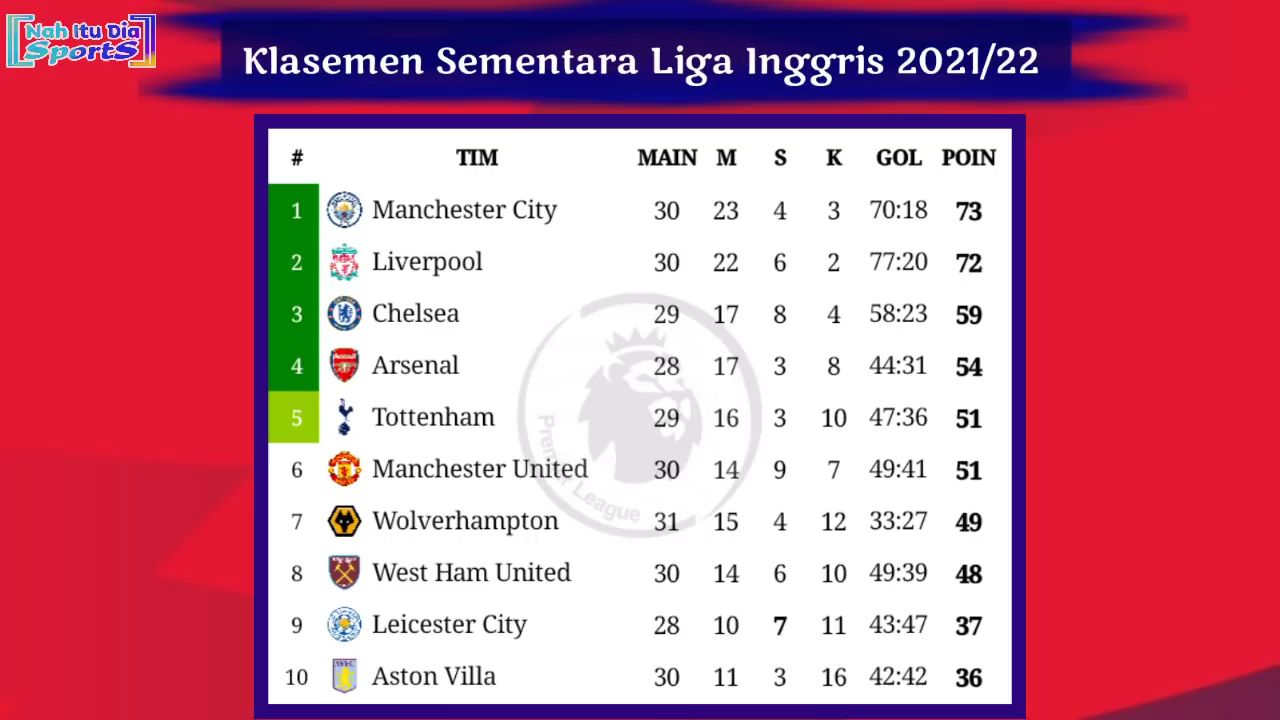 Nah Itu Dia
Sports
Klasemen Sementara Liga Inggris 2021/22
# TIM MAIN M S K GOL POIN
1 Manchester City 30 23 4 3 70:18 73
2 Liverpool 30 22 6 2 77:20 72
3 Chelsea 29 17 8 4 58:23 59
4 Arsenal 28 17 3 8 44:31 54
5 Tottenham 29 16 3 10 47:36 51
6 Manchester United 30 14 9 7 49:41 51
7 Wolverhampton 31 15 4 12 33:27 49
8 West Ham United 30 14 6 10 49:39 48
9 Leicester City 28 10 7 11 43:47 37
10 Aston Villa 30 11 3 16 42:42 36
Premier League